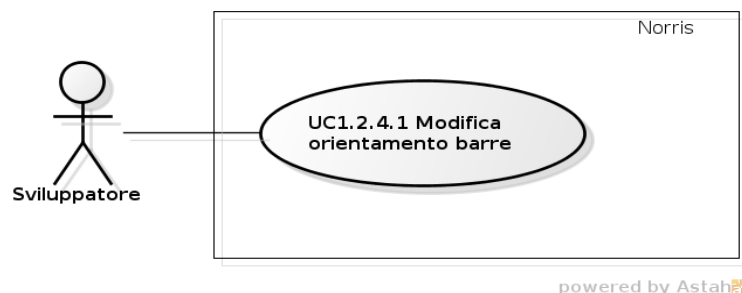 Norris
UC1.2.4.1 Modifica
orientamento barre
Sviluppatore
powered by Astah